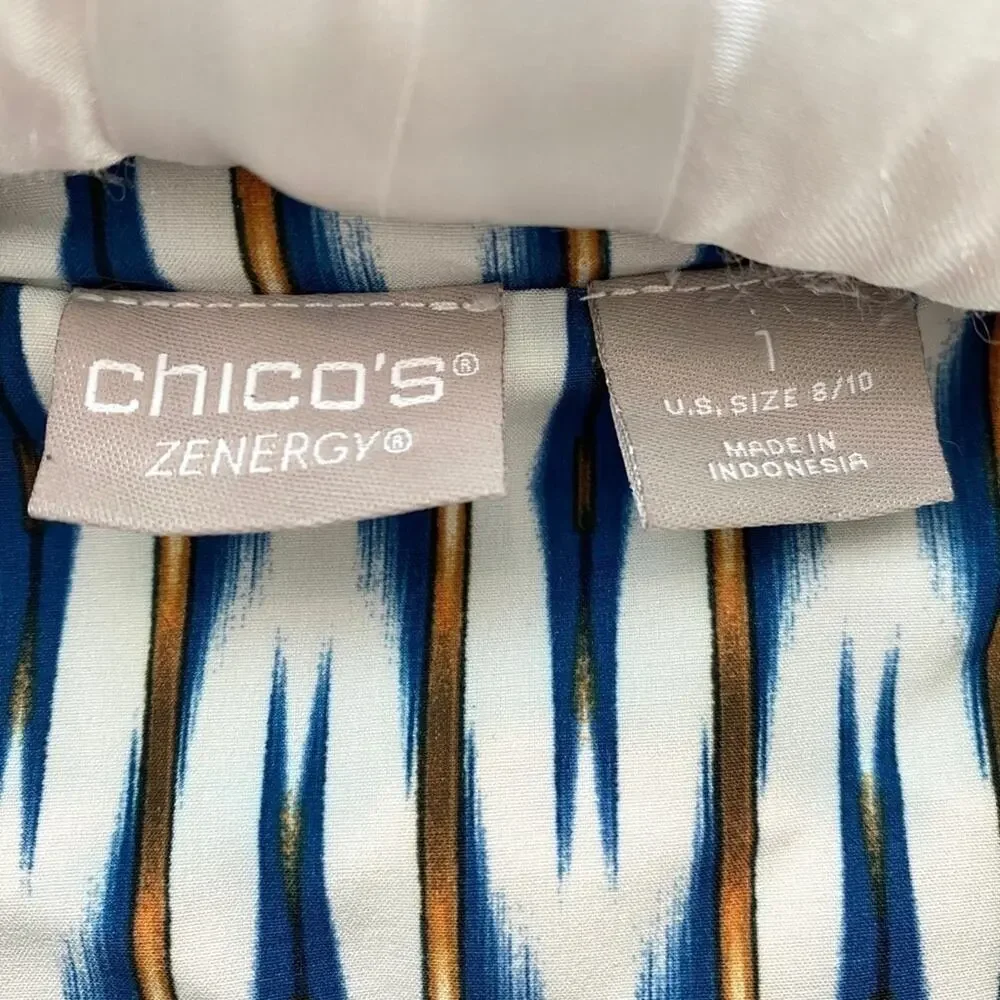 chico's®
ZENERGY®
1
U.S. SIZE 8/10
MADE IN
INDONESIA